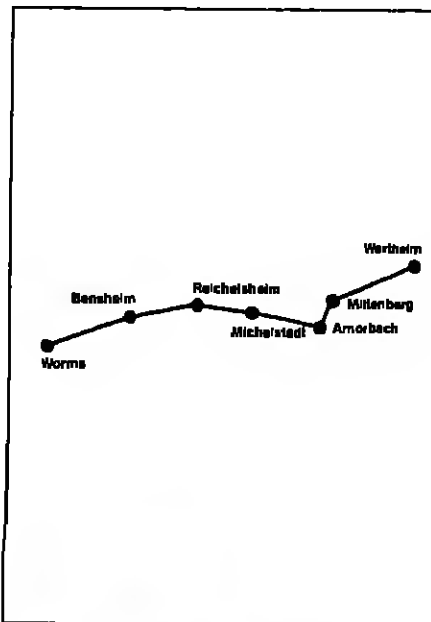 Wertheim
Reichelsheim
Bensheim
Miltenberg
Michelstadt
Amorbach
Worms